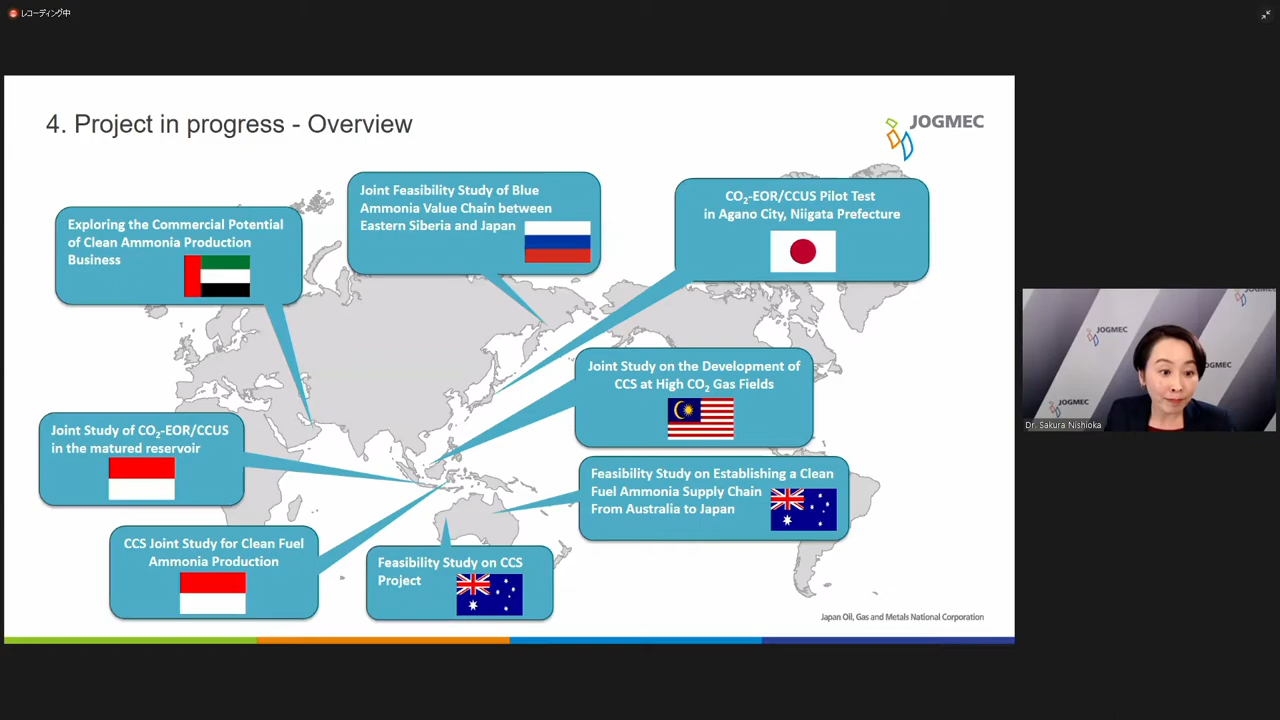 レコーディング中
4. Project in progress - Overview
JOGMEC
Exploring the Commercial Potential
of Clean Ammonia Production
Business
Joint Feasibility Study of Blue
Ammonia Value Chain between
Eastern Siberia and Japan
CO₂-EOR/CCUS Pilot Test
in Agano City, Niigata Prefecture
Joint Study on the Development of
CCS at High CO₂ Gas Fields
Joint Study of CO₂-EOR/CCUS
in the matured reservoir
Feasibility Study on Establishing a Clean
Fuel Ammonia Supply Chain
From Australia to Japan
CCS Joint Study for Clean Fuel
Ammonia Production
Feasibility Study on CCS
Project
Japan Oil, Gas and Metals National Corporation
JOGMEC
JOGMEC
JOGMEC
Dr. Sakura Nishioka